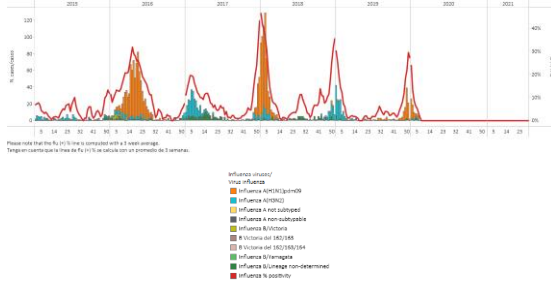 2015 2016 2017 2018 2019 2020 2021
120
100
80
60
40
20
0
40%
30%
20%
10%
0%
5 14 23 32 41 50 5 14 23 32 41 50 5 14 23 32 41 50 5 14 23 32 41 50 5 14 23 32 41 50 5 14 23 32 41 50 5 14 23
Please note that the flu (+) % line is computed with a 3 week average.
Tenga en cuenta que la línea de flu (+) % se calcula con un promedio de 3 semanas.
Influenza viruses/
Virus influenza
Influenza A(H1N1)pdm09
Influenza A(H3N2)
Influenza A not subtyped
Influenza A non-subtypable
Influenza B/Victoria
B Victoria del 162/163
B Victoria del 162/163/164
Influenza B/Yamagata
Influenza B/Lineage non-determined
Influenza % positivity